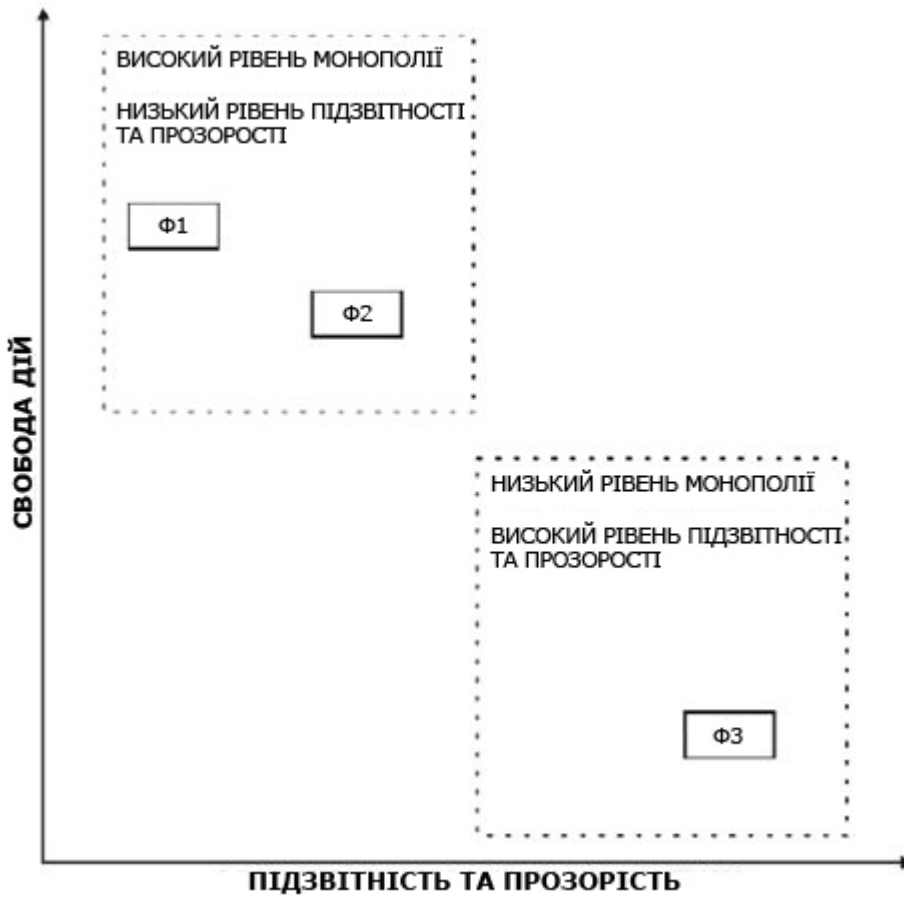 ВИСОКИЙ РІВЕНЬ МОНОПОЛІЇ
НИЗЬКИЙ РІВЕНЬ ПІДЗВІТНОСТІ
ТА ПРОЗОРОСТІ
Ф1
Ф2
СВОБОДА ДІЙ
НИЗЬКИЙ РІВЕНЬ МОНОПОЛІЇ
ВИСОКИЙ РІВЕНЬ ПІДЗВІТНОСТІ
ТА ПРОЗОРОСТІ
Ф3
ПІДЗВІТНІСТЬ ТА ПРОЗОРІСТЬ